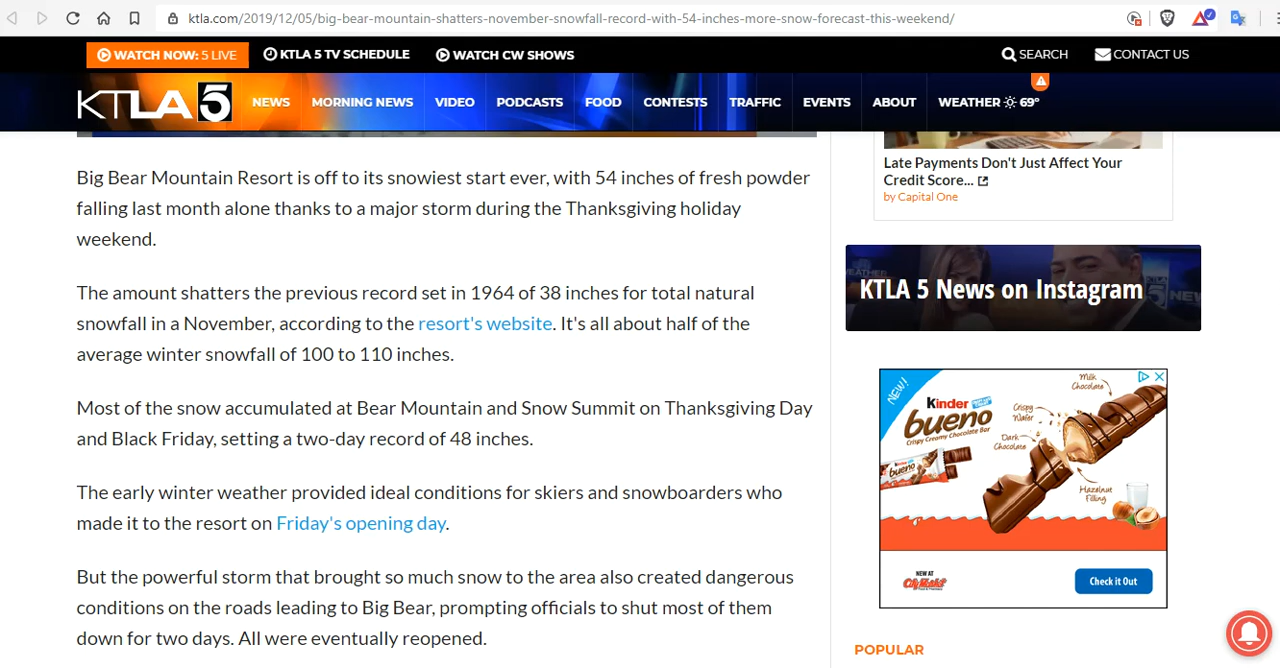 ktla.com/2019/12/05/big-bear-mountain-shatters-november-snowfall-record-with-54-inches-more-snow-forecast-this-weekend/
WATCH NOW: 5 LIVE
KTLA 5 TV SCHEDULE
WATCH CW SHOWS
SEARCH
CONTACT US
KTLA 5
NEWS
MORNING NEWS
VIDEO
PODCASTS
FOOD
CONTESTS
TRAFFIC
EVENTS
ABOUT
WEATHER 69°
Big Bear Mountain Resort is off to its snowiest start ever, with 54 inches of fresh powder
falling last month alone thanks to a major storm during the Thanksgiving holiday
weekend.
The amount shatters the previous record set in 1964 of 38 inches for total natural
snowfall in a November, according to the resort's website. It's all about half of the
average winter snowfall of 100 to 110 inches.
Most of the snow accumulated at Bear Mountain and Snow Summit on Thanksgiving Day
and Black Friday, setting a two-day record of 48 inches.
The early winter weather provided ideal conditions for skiers and snowboarders who
made it to the resort on Friday's opening day.
But the powerful storm that brought so much snow to the area also created dangerous
conditions on the roads leading to Big Bear, prompting officials to shut most of them
down for two days. All were eventually reopened.
Late Payments Don't Just Affect Your
Credit Score...
by Capital One
KTLA 5 News on Instagram
NEW!
Kinder
bueno
Crispy Creamy Chocolate Bar
Milk
Chocolate
Crispy
Wafer
Dark
Chocolate
Hazelnut
Filling
bueno
NEW AT
Check it Out
POPULAR